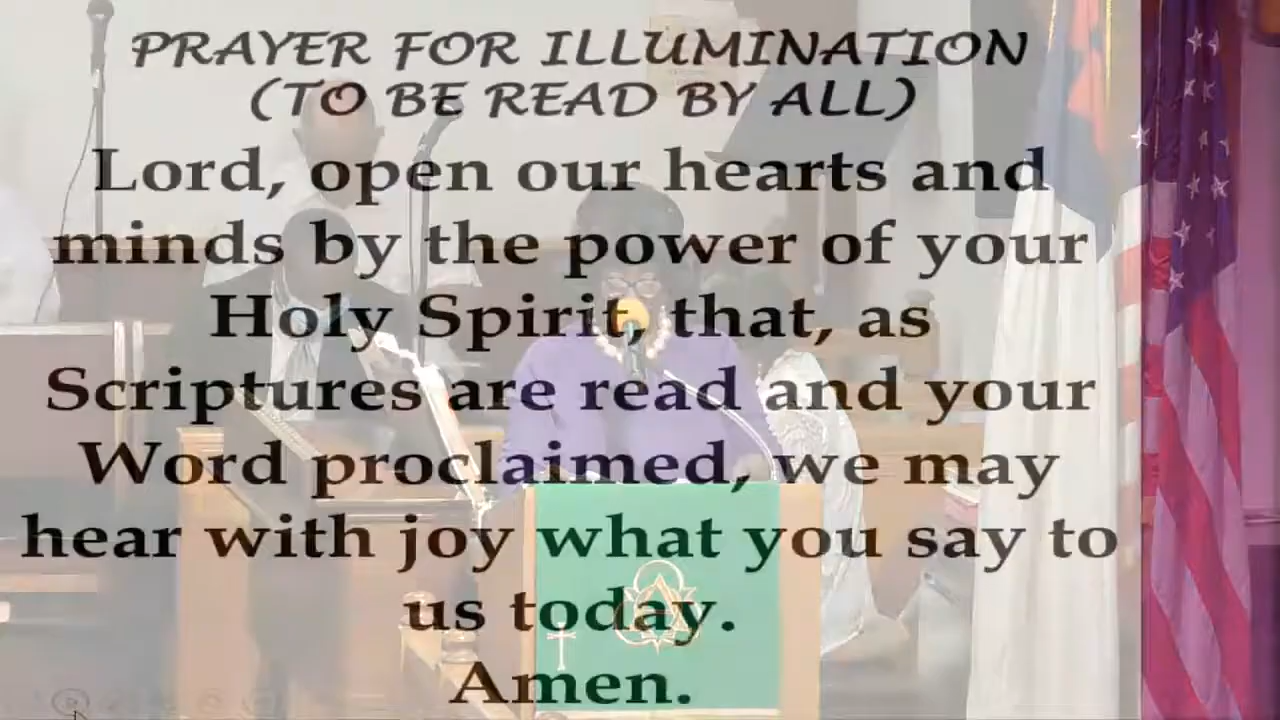 PRAYER FOR ILLUMINATION
(TO BE READ BY ALL)
Lord, open our hearts and
minds by the power of your
Holy Spirit, that, as
Scriptures are read and your
Word proclaimed, we may
hear with joy what you say to
us today.
Amen.